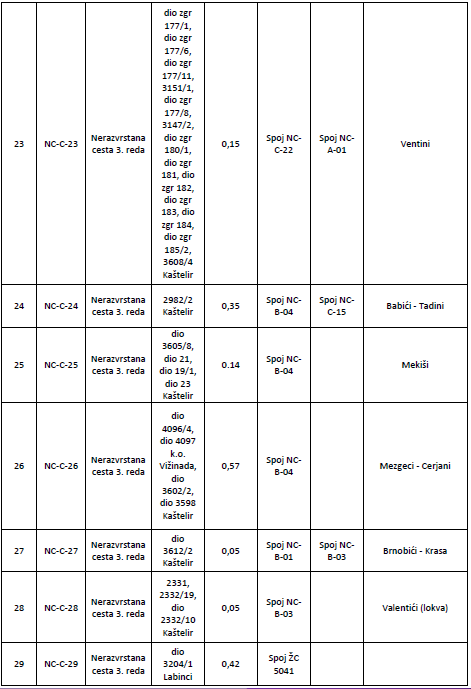 23
NC-C-23
Nerazvrstana
cesta 3. reda
dio zgr
177/1,
dio zgr
177/6,
dio zgr
177/11,
3151/1,
dio zgr
177/8,
3147/2,
dio zgr
180/1,
dio zgr
181, dio
zgr 182,
dio zgr
183, dio
zgr 184,
dio zgr
185/2,
3608/4
Kaštelir
0,15
Spoj NC-
C-22
Spoj NC-
A-01
Ventini
24
NC-C-24
Nerazvrstana
cesta 3. reda
2982/2
Kaštelir
0,35
Spoj NC-
B-04
Spoj NC-
C-15
Babići - Tadini
25
NC-C-25
Nerazvrstana
cesta 3. reda
dio
3605/8,
dio 21,
dio 19/1,
dio 23
Kaštelir
0.14
Spoj NC-
B-04
Mekiši
26
NC-C-26
Nerazvrstana
cesta 3. reda
dio
4096/4,
dio 4097
k.o.
Vižinada,
dio
3602/2,
dio 3598
Kaštelir
0,57
Spoj NC-
B-04
Mezgeci - Cerjani
27
NC-C-27
Nerazvrstana
cesta 3. reda
dio
3612/2
Kaštelir
0,05
Spoj NC-
B-01
Spoj NC-
B-03
Brnobići - Krasa
28
NC-C-28
Nerazvrstana
cesta 3. reda
2331,
2332/19,
dio
2332/10
Kaštelir
0,05
Spoj NC-
B-03
Valentići (lokva)
29
NC-C-29
Nerazvrstana
cesta 3. reda
dio
3204/1
Labinci
0,42
Spoj ŽC
5041